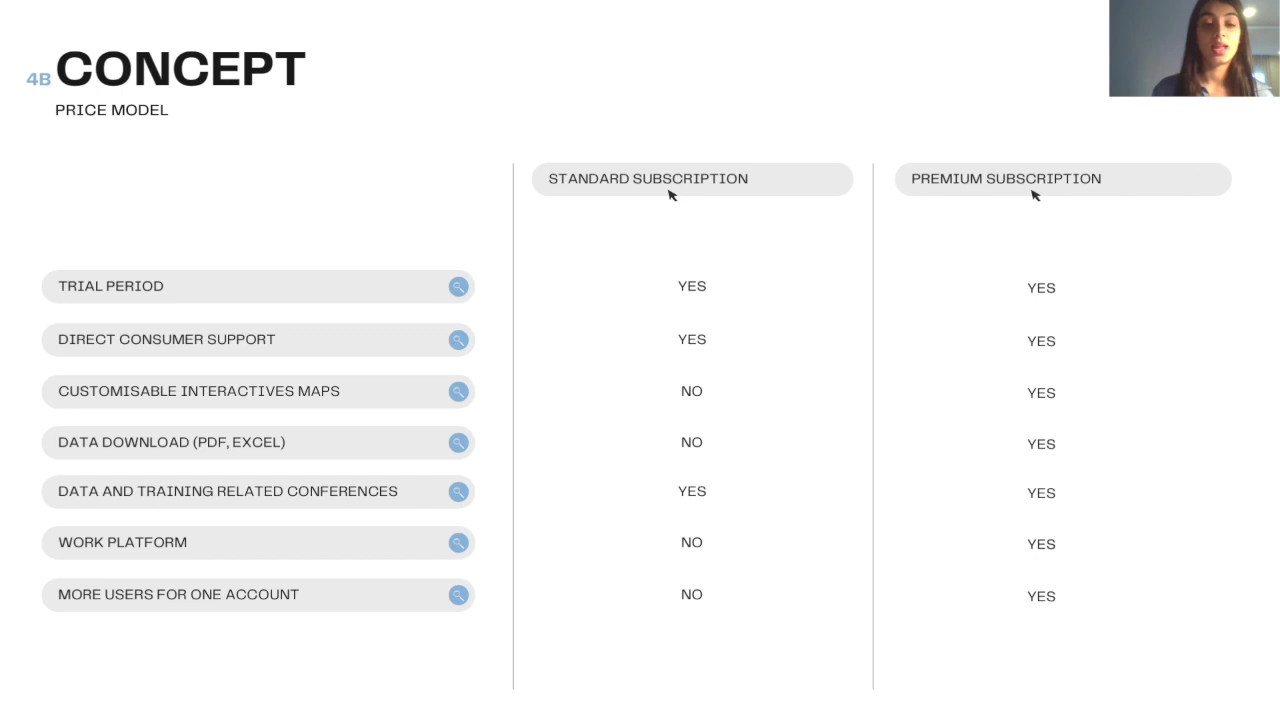 4B CONCEPT
PRICE MODEL
STANDARD SUBSCRIPTION
PREMIUM SUBSCRIPTION
TRIAL PERIOD YES YES
DIRECT CONSUMER SUPPORT YES YES
CUSTOMISABLE INTERACTIVES MAPS NO YES
DATA DOWNLOAD (PDF, EXCEL) NO YES
DATA AND TRAINING RELATED CONFERENCES YES YES
WORK PLATFORM NO YES
MORE USERS FOR ONE ACCOUNT NO YES